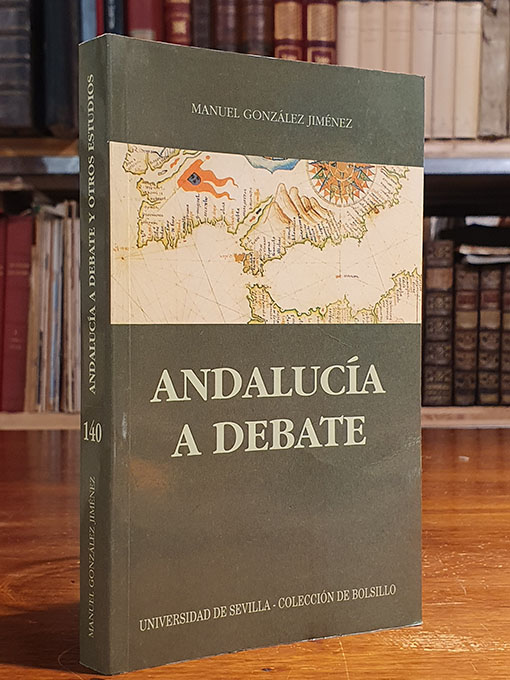 MANUEL GONZÁLEZ JIMÉNEZ
ANDALUCÍA
A DEBATE
UNIVERSIDAD DE SEVILLA - COLECCIÓN DE BOLSILLO
ANDALUCÍA A DEBATE Y OTROS ESTUDIOS
140
MANUEL GONZÁLEZ JIMÉNEZ